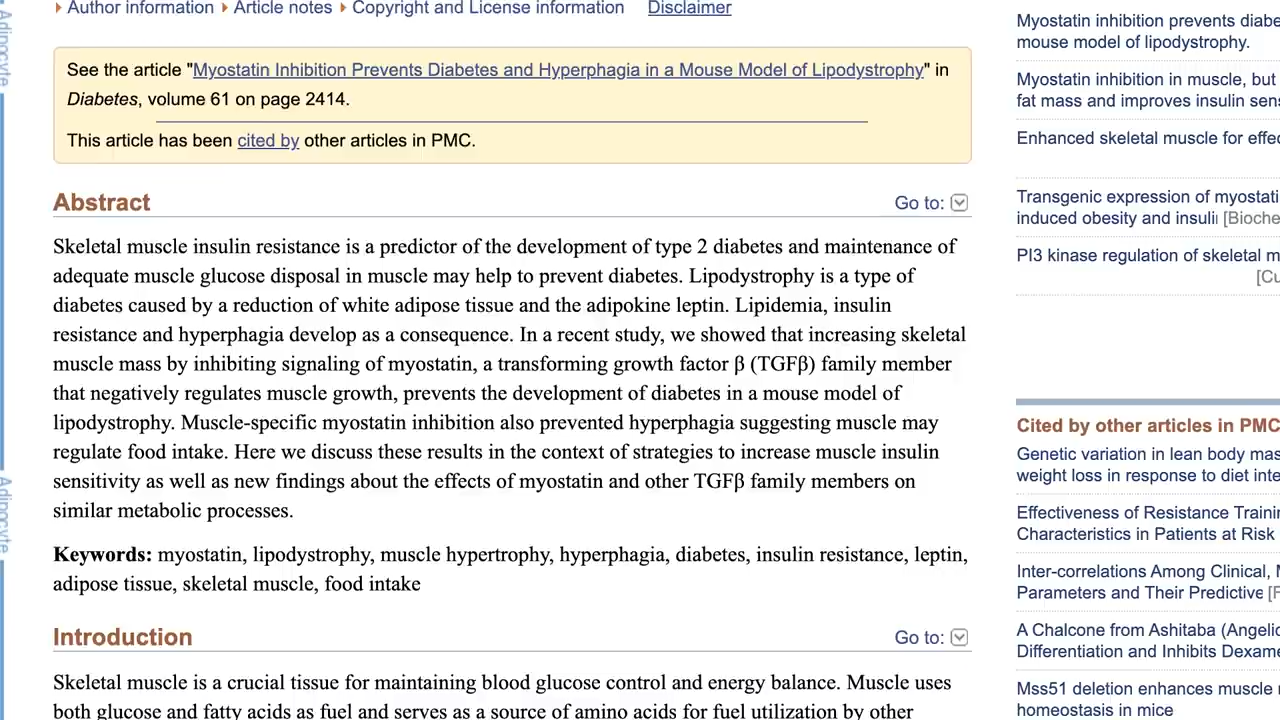 Author information
Article notes
Copyright and License information
Disclaimer
See the article "Myostatin Inhibition Prevents Diabetes and Hyperphagia in a Mouse Model of Lipodystrophy" in
Diabetes, volume 61 on page 2414.
This article has been cited by other articles in PMC.
Abstract
Go to:
Skeletal muscle insulin resistance is a predictor of the development of type 2 diabetes and maintenance of
adequate muscle glucose disposal in muscle may help to prevent diabetes. Lipodystrophy is a type of
diabetes caused by a reduction of white adipose tissue and the adipokine leptin. Lipidemia, insulin
resistance and hyperphagia develop as a consequence. In a recent study, we showed that increasing skeletal
muscle mass by inhibiting signaling of myostatin, a transforming growth factor β (TGFβ) family member
that negatively regulates muscle growth, prevents the development of diabetes in a mouse model of
lipodystrophy. Muscle-specific myostatin inhibition also prevented hyperphagia suggesting muscle may
regulate food intake. Here we discuss these results in the context of strategies to increase muscle insulin
sensitivity as well as new findings about the effects of myostatin and other TGFβ family members on
similar metabolic processes.
Keywords: myostatin, lipodystrophy, muscle hypertrophy, hyperphagia, diabetes, insulin resistance, leptin,
adipose tissue, skeletal muscle, food intake
Introduction
Go to:
Skeletal muscle is a crucial tissue for maintaining blood glucose control and energy balance. Muscle uses
both glucose and fatty acids as fuel and serves as a source of amino acids for fuel utilization by other
Adipocyte
Adipocyte
Myostatin inhibition prevents diabe
mouse model of lipodystrophy.
Myostatin inhibition in muscle, but
fat mass and improves insulin sens
Enhanced skeletal muscle for effec
Transgenic expression of myostati
induced obesity and insuli [Bioche
PI3 kinase regulation of skeletal m
[Cu
Cited by other articles in PMC
Genetic variation in lean body mas
weight loss in response to diet inte
Effectiveness of Resistance Trainin
Characteristics in Patients at Risk
Inter-correlations Among Clinical, M
Parameters and Their Predictive [F
A Chalcone from Ashitaba (Angelic
Differentiation and Inhibits Dexame
Mss51 deletion enhances muscle
homeostasis in mice